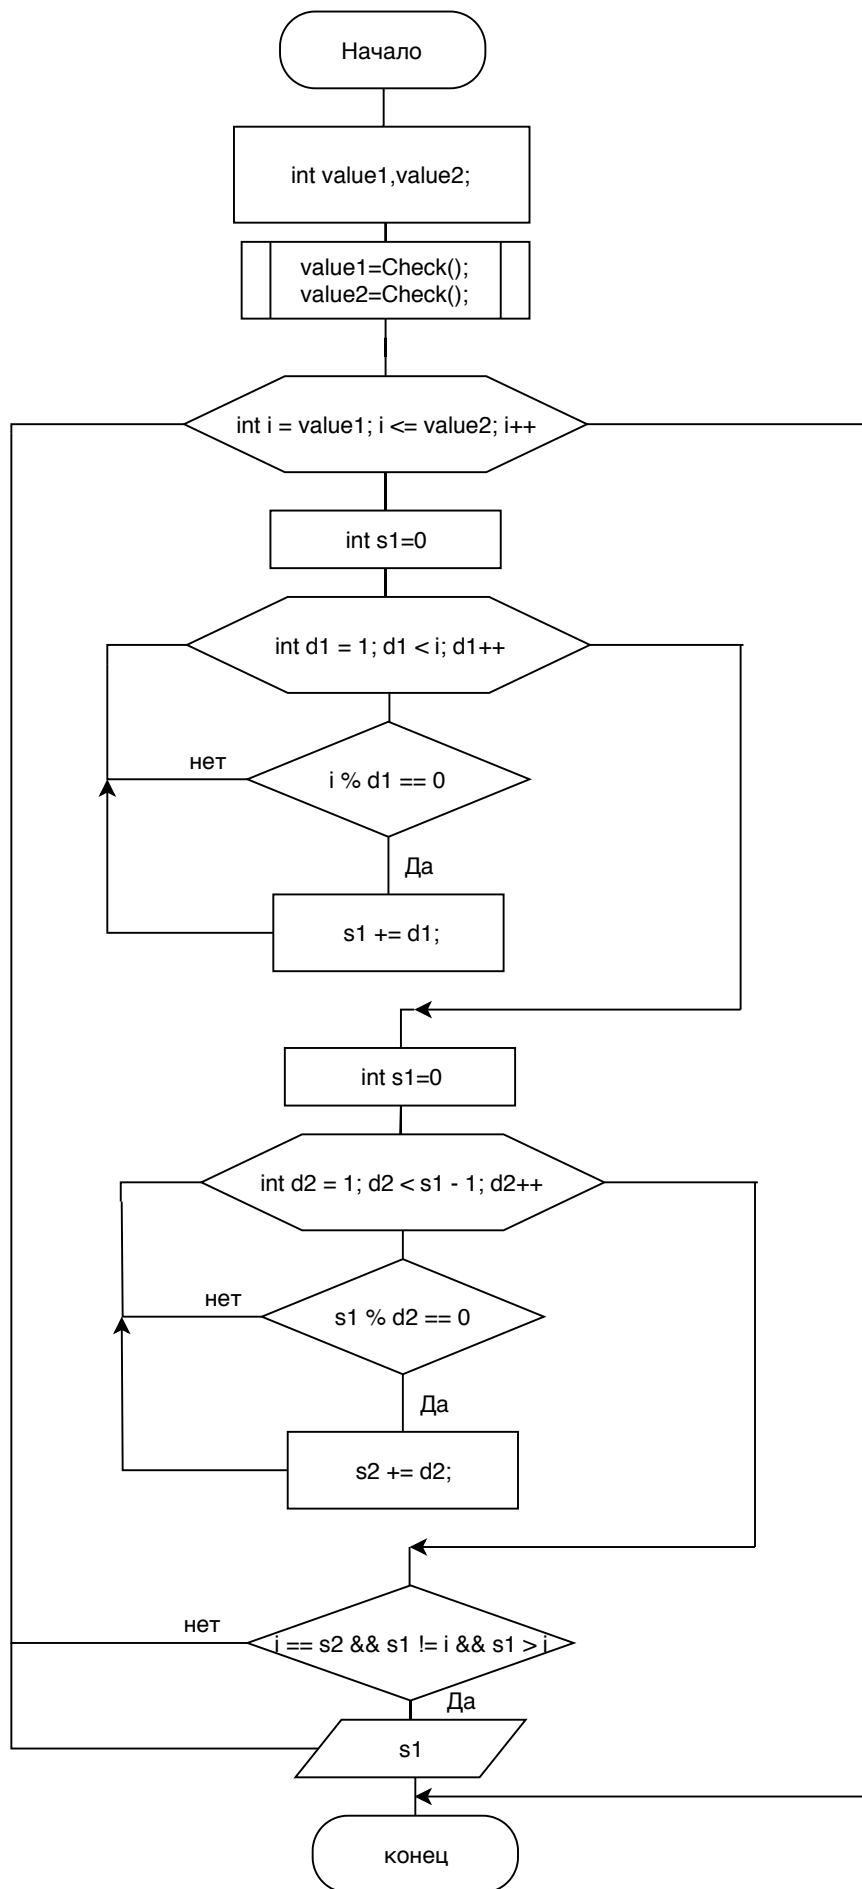 Начало
int value1,value2;
value1=Check();
value2=Check();
int i = value1; i <= value2; i++
int s1=0
int d1 = 1; d1 < i; d1++
нет
i % d1 == 0
Да
s1 += d1;
int s1=0
int d2 = 1; d2 < s1 - 1; d2++
нет
s1 % d2 == 0
Да
s2 += d2;
нет
i == s2 && s1 != i && s1 > i
Да
s1
конец